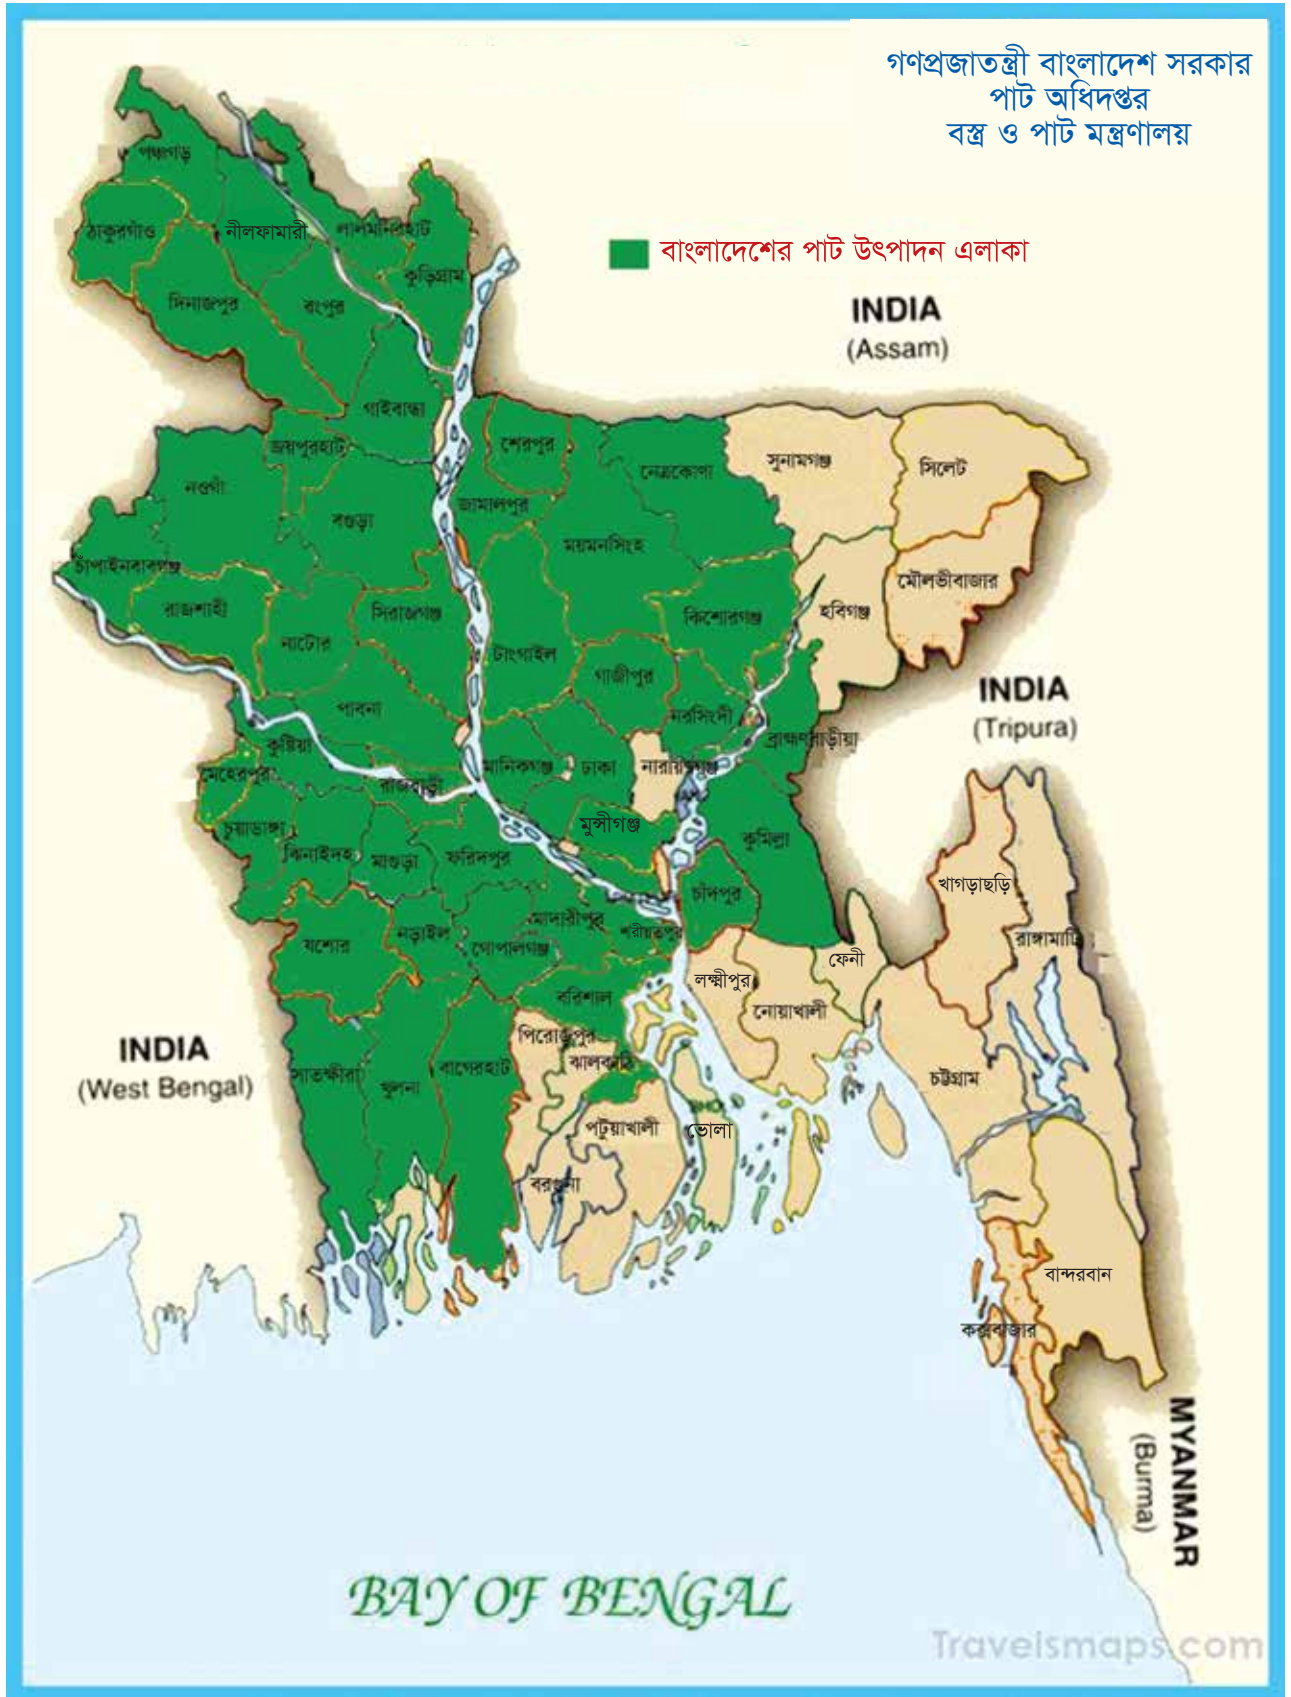 গণপ্রজাতন্ত্রী বাংলাদেশ সরকার
পাট অধিদপ্তর
বস্ত্র ও পাট মন্ত্রণালয়
বাংলাদেশের পাট উৎপাদন এলাকা
INDIA
(Assam)
পঞ্চগড়
ঠাকুরগাঁও
নীলফামারী
লালমনিরহাট
কুড়িগ্রাম
দিনাজপুর
রংপুর
গাইবান্ধা
জয়পুরহাট
শেরপুর
নেত্রকোণা
সুনামগঞ্জ
সিলেট
নওগাঁ
বগুড়া
জামালপুর
ময়মনসিংহ
চাঁপাইনবাবগঞ্জ
রাজশাহী
সিরাজগঞ্জ
কিশোরগঞ্জ
হবিগঞ্জ
মৌলভীবাজার
নাটোর
টাংগাইল
গাজীপুর
INDIA
(Tripura)
পাবনা
নরসিংদী
ব্রাহ্মণবাড়ীয়া
কুষ্টিয়া
মেহেরপুর
রাজবাড়ী
মানিকগঞ্জ
ঢাকা
নারায়ণগঞ্জ
চুয়াডাঙ্গা
ঝিনাইদহ
মাগুড়া
ফরিদপুর
মুন্সীগঞ্জ
কুমিল্লা
খাগড়াছড়ি
চাঁদপুর
যশোর
নড়াইল
গোপালগঞ্জ
মাদারীপুর
শরীয়তপুর
রাঙ্গামাটি
ফেনী
লক্ষ্মীপুর
নোয়াখালী
বরিশাল
পিরোজপুর
ঝালকাঠি
INDIA
(West Bengal)
সাতক্ষীরা
খুলনা
বাগেরহাট
চট্টগ্রাম
পটুয়াখালী
ভোলা
বরগুনা
বান্দরবান
কক্সবাজার
MYANMAR
(Burma)
BAY OF BENGAL
Travelsmaps.com